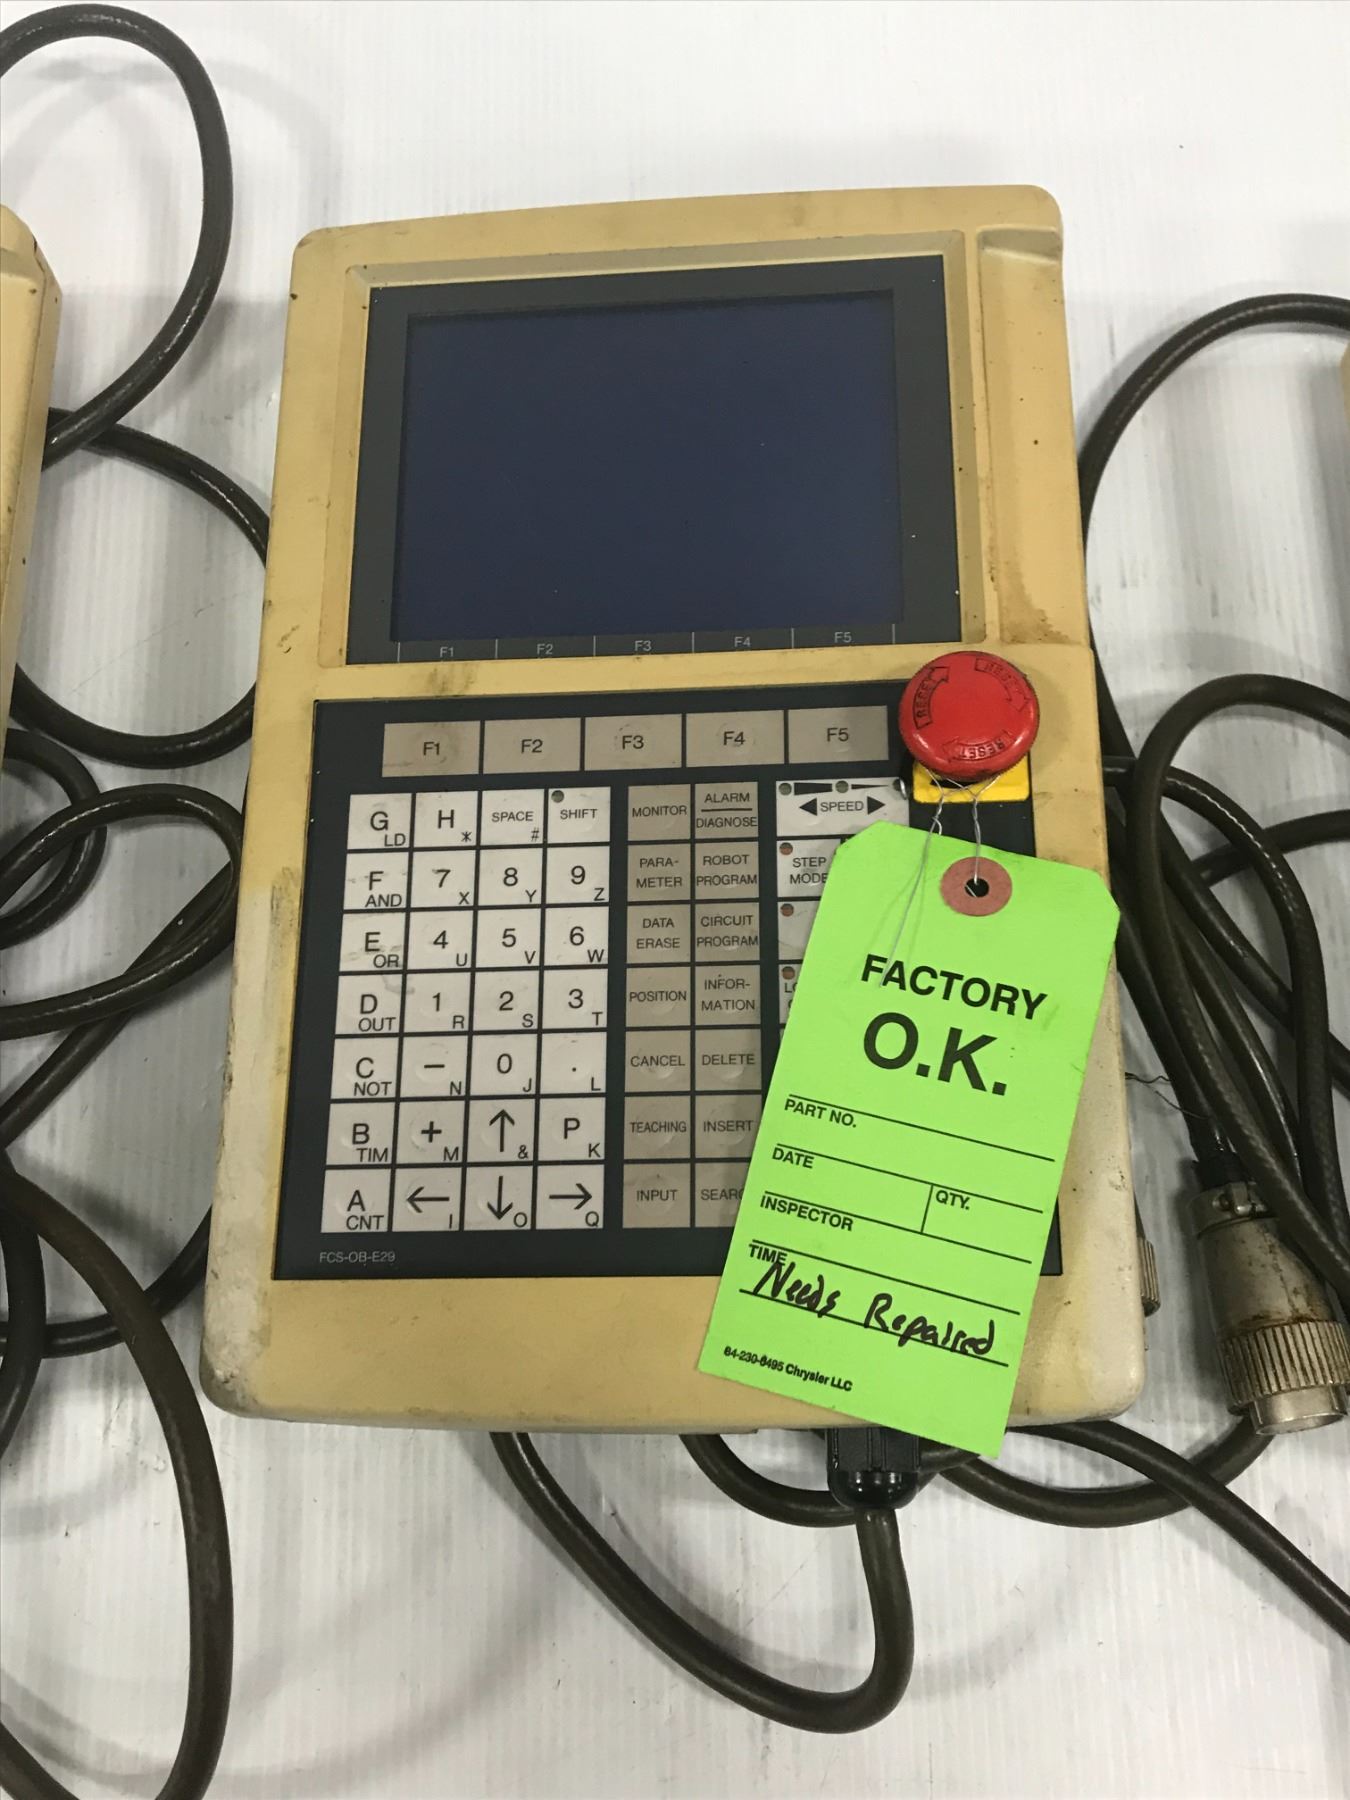 F1 F2 F3 F4 F5
RESET RESET RESET
F1 F2 F3 F4 F5
G LD H * SPACE # SHIFT MONITOR ALARM DIAGNOSE SPEED
F AND 7 X 8 Y 9 Z PARA-METER ROBOT PROGRAM STEP MODE
E OR 4 U 5 V 6 W DATA ERASE CIRCUIT PROGRAM
D OUT 1 R 2 S 3 T POSITION INFOR-MATION
C NOT − N 0 J . L CANCEL DELETE
B TIM + M ↑ & P K TEACHING INSERT
A CNT ← I ↓ O → Q INPUT
FCS-OB-E29
FACTORY
O.K.
PART NO.
DATE
QTY.
INSPECTOR
TIME
Needs Repaired
84-230-8495 Chrysler LLC